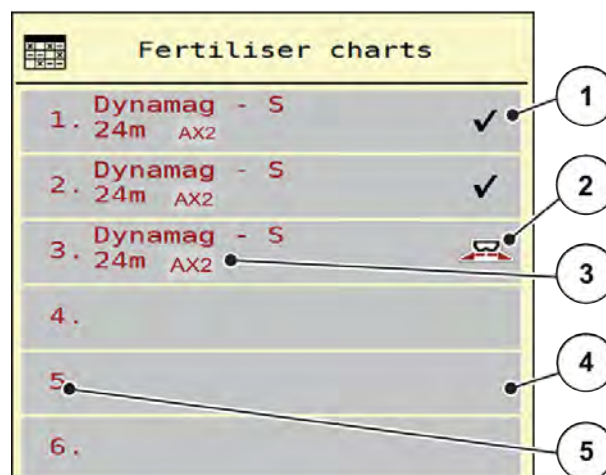 Fertiliser charts
1. Dynamag - S
24m AX2
2. Dynamag - S
24m AX2
3. Dynamag - S
24m AX2
4.
5.
6.
1
2
3
4
5